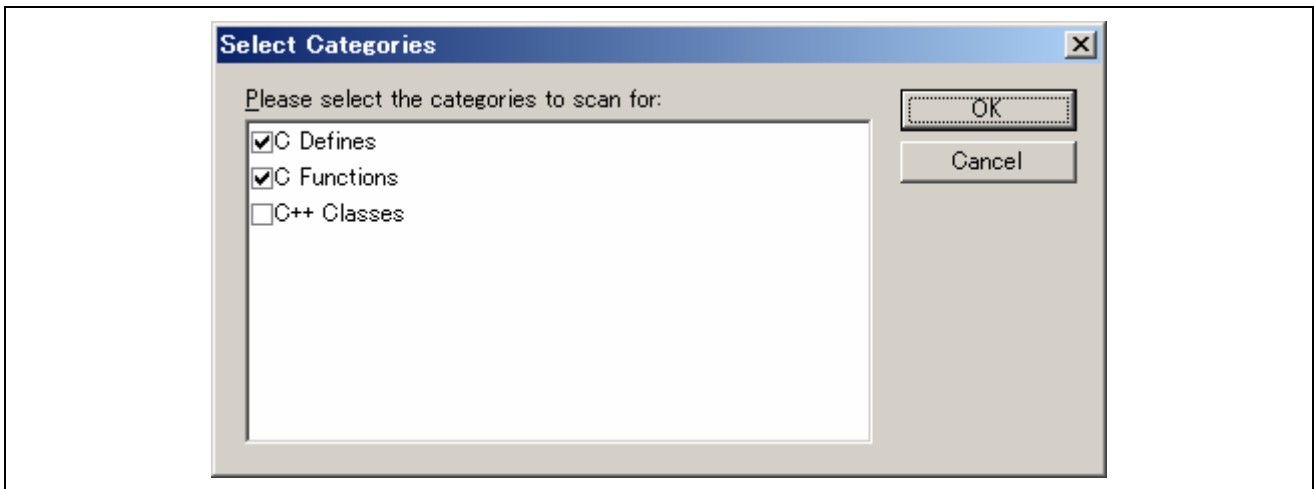 Select Categories
Please select the categories to scan for:
C Defines
C Functions
C++ Classes
OK
Cancel